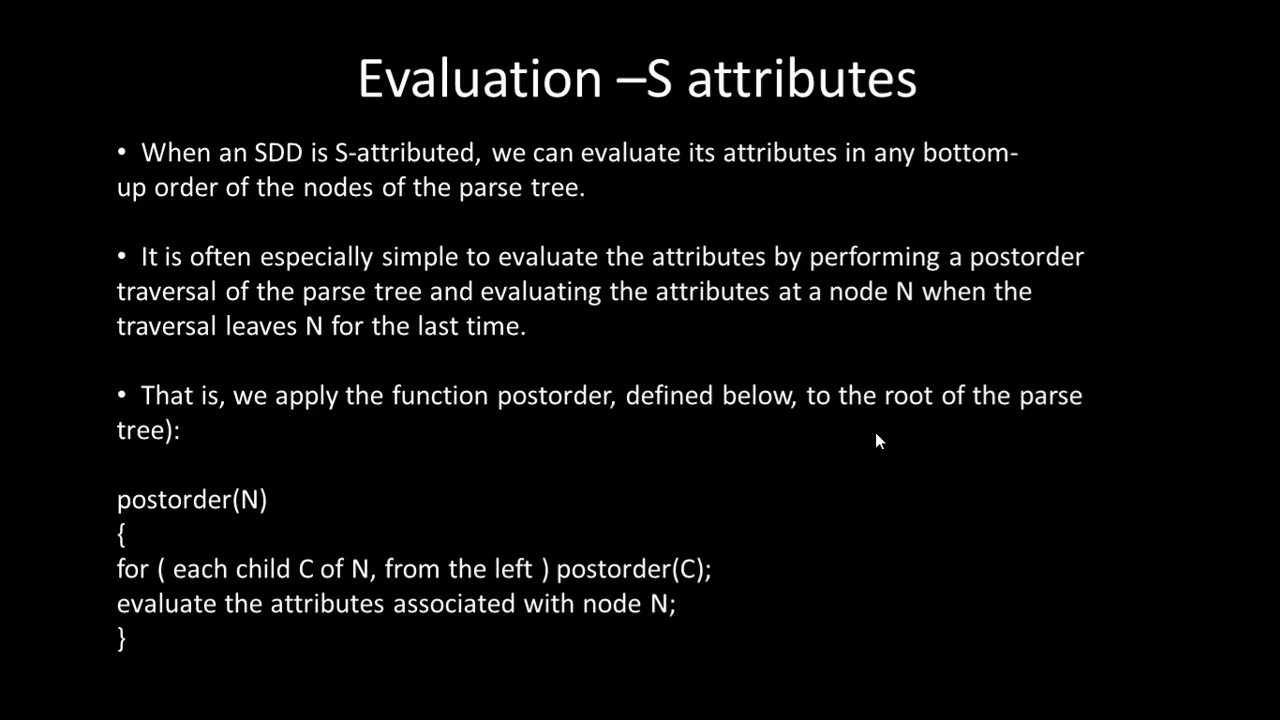 Evaluation –S attributes
• When an SDD is S-attributed, we can evaluate its attributes in any bottom-
up order of the nodes of the parse tree.
• It is often especially simple to evaluate the attributes by performing a postorder
traversal of the parse tree and evaluating the attributes at a node N when the
traversal leaves N for the last time.
• That is, we apply the function postorder, defined below, to the root of the parse
tree):
postorder(N)
{
for ( each child C of N, from the left ) postorder(C);
evaluate the attributes associated with node N;
}